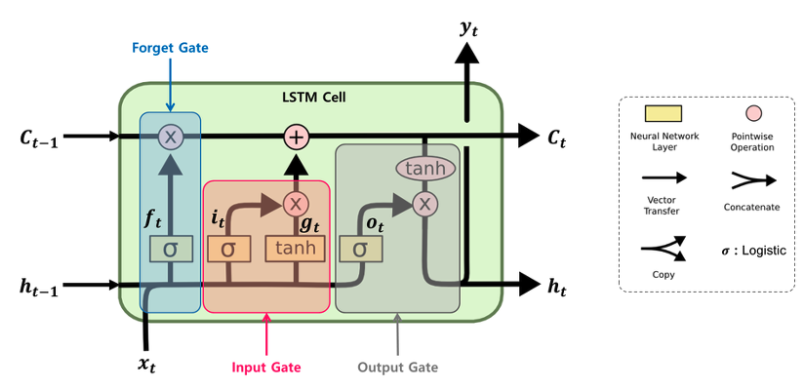 y_t
Forget Gate
LSTM Cell
C_{t-1}
x
+
C_t
tanh
f_t
i_t
x
g_t
o_t
x
σ
σ
tanh
σ
h_{t-1}
h_t
x_t
Input Gate
Output Gate
Neural Network
Layer
Pointwise
Operation
Vector
Transfer
Concatenate
Copy
σ : Logistic